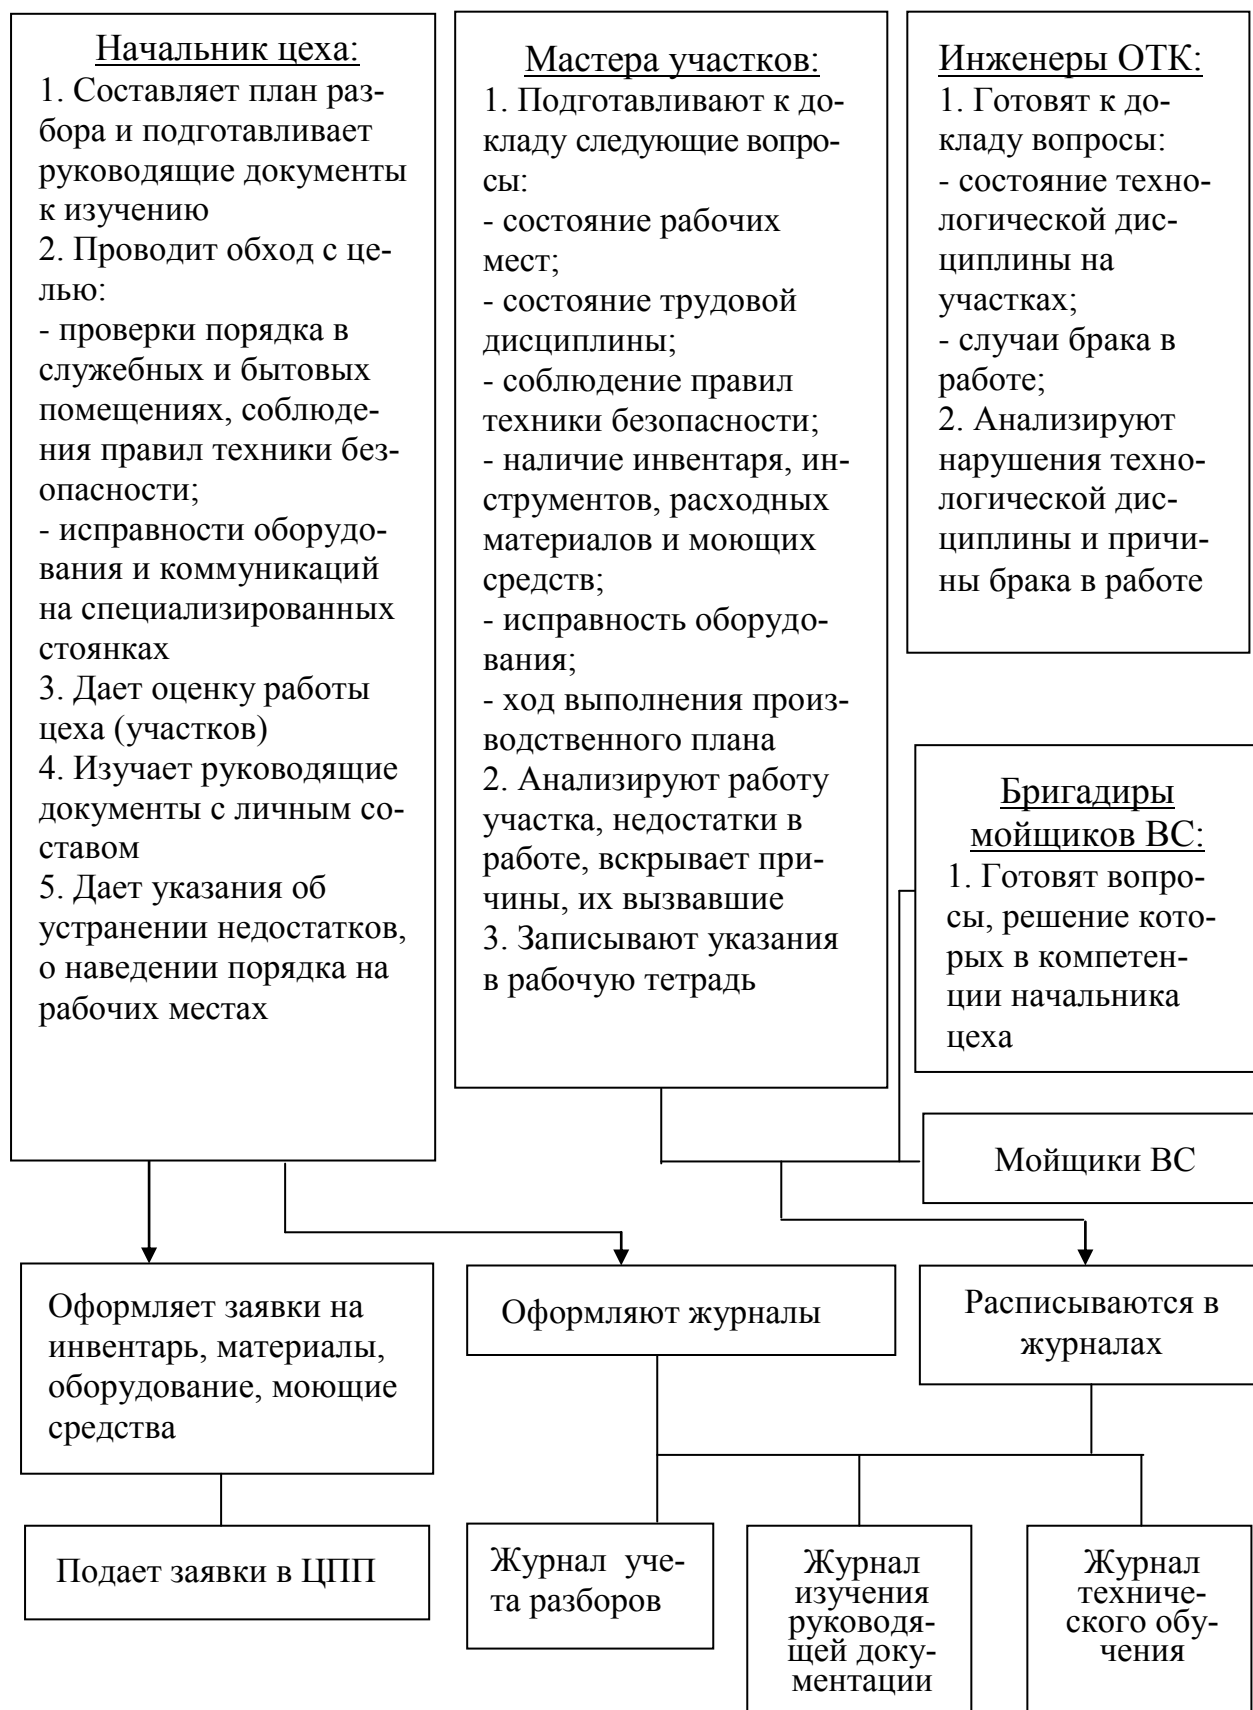 Начальник цеха:
1. Составляет план раз-
бора и подготавливает
руководящие документы
к изучению
2. Проводит обход с це-
лью:
- проверки порядка в
служебных и бытовых
помещениях, соблюде-
ния правил техники без-
опасности;
- исправности оборудо-
вания и коммуникаций
на специализированных
стоянках
3. Дает оценку работы
цеха (участков)
4. Изучает руководящие
документы с личным со-
ставом
5. Дает указания об
устранении недостатков,
о наведении порядка на
рабочих местах
Мастера участков:
1. Подготавливают к до-
кладу следующие вопро-
сы:
- состояние рабочих
мест;
- состояние трудовой
дисциплины;
- соблюдение правил
техники безопасности;
- наличие инвентаря, ин-
струментов, расходных
материалов и моющих
средств;
- исправность оборудо-
вания;
- ход выполнения произ-
водственного плана
2. Анализируют работу
участка, недостатки в
работе, вскрывает при-
чины, их вызвавшие
3. Записывают указания
в рабочую тетрадь
Инженеры ОТК:
1. Готовят к до-
кладу вопросы:
- состояние техно-
логической дис-
циплины на
участках;
- случаи брака в
работе;
2. Анализируют
нарушения техно-
логической дис-
циплины и причи-
ны брака в работе
Бригадиры
мойщиков ВС:
1. Готовят вопро-
сы, решение кото-
рых в компетен-
ции начальника
цеха
Мойщики ВС
Оформляет заявки на
инвентарь, материалы,
оборудование, моющие
средства
Оформляют журналы
Расписываются в
журналах
Подает заявки в ЦПП
Журнал уче-
та разборов
Журнал
изучения
руководя-
щей доку-
ментации
Журнал
техниче-
ского обу-
чения